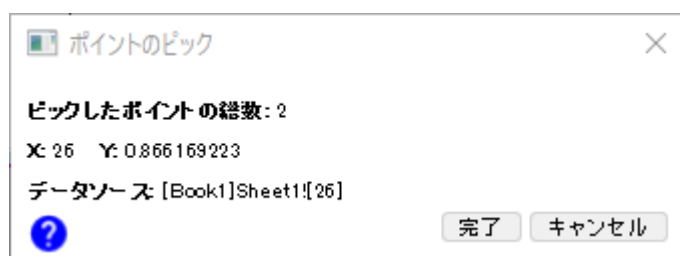 ポイントのピック
ピックしたポイントの総数: 2
X: 26 Y: 0.866169223
データソース: [Book1]Sheet1![26]
? 完了 キャンセル